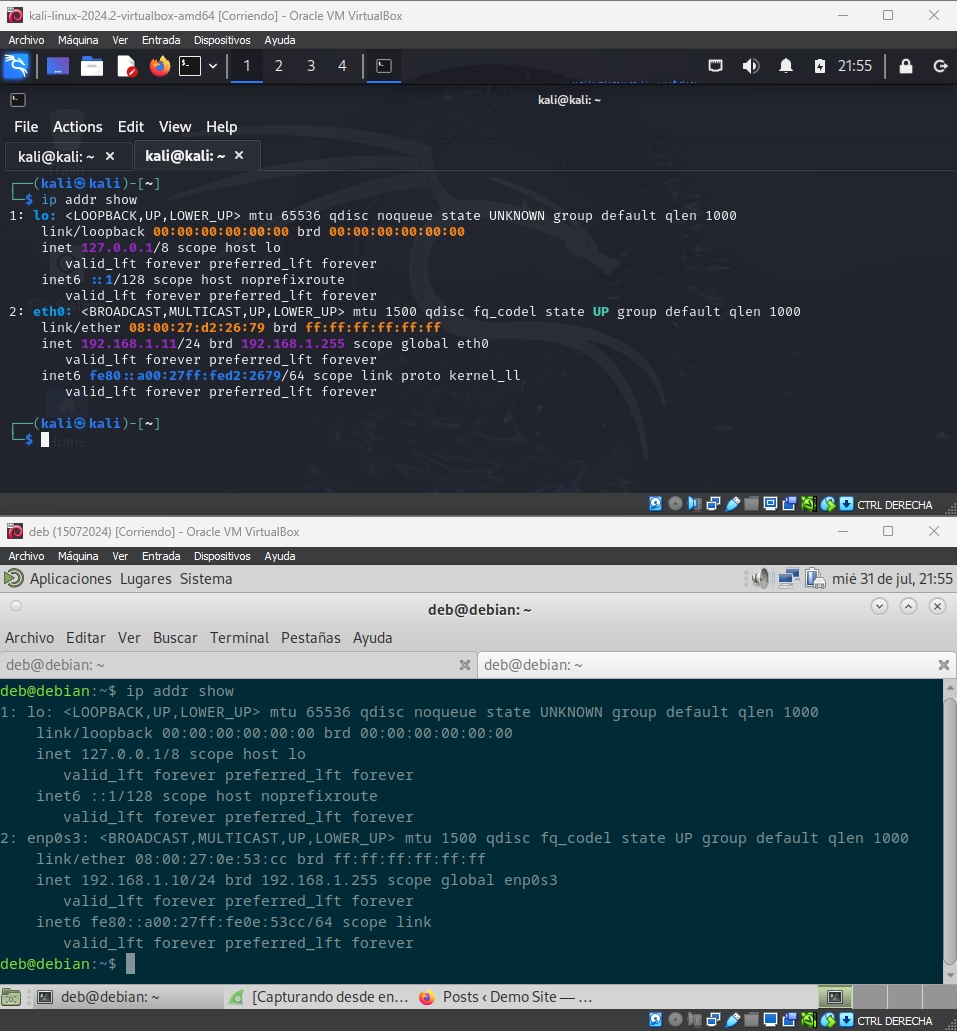 kali-linux-2024.2-virtualbox-amd64 [Corriendo] - Oracle VM VirtualBox
Archivo Máquina Ver Entrada Dispositivos Ayuda
1 2 3 4 21:55
kali@kali: ~
File Actions Edit View Help
kali@kali: ~ × kali@kali: ~ ×
┌──(kali㉿kali)-[~]
└─$ ip addr show
1: lo: <LOOPBACK,UP,LOWER_UP> mtu 65536 qdisc noqueue state UNKNOWN group default qlen 1000
link/loopback 00:00:00:00:00:00 brd 00:00:00:00:00:00
inet 127.0.0.1/8 scope host lo
valid_lft forever preferred_lft forever
inet6 ::1/128 scope host noprefixroute
valid_lft forever preferred_lft forever
2: eth0: <BROADCAST,MULTICAST,UP,LOWER_UP> mtu 1500 qdisc fq_codel state UP group default qlen 1000
link/ether 08:00:27:d2:26:79 brd ff:ff:ff:ff:ff:ff
inet 192.168.1.11/24 brd 192.168.1.255 scope global eth0
valid_lft forever preferred_lft forever
inet6 fe80::a00:27ff:fed2:2679/64 scope link proto kernel_ll
valid_lft forever preferred_lft forever
┌──(kali㉿kali)-[~]
└─$
Home
CTRL DERECHA
deb (15072024) [Corriendo] - Oracle VM VirtualBox
Archivo Máquina Ver Entrada Dispositivos Ayuda
Aplicaciones Lugares Sistema mié 31 de jul, 21:55
deb@debian: ~
Archivo Editar Ver Buscar Terminal Pestañas Ayuda
deb@debian: ~ deb@debian: ~
deb@debian:~$ ip addr show
1: lo: <LOOPBACK,UP,LOWER_UP> mtu 65536 qdisc noqueue state UNKNOWN group default qlen 1000
link/loopback 00:00:00:00:00:00 brd 00:00:00:00:00:00
inet 127.0.0.1/8 scope host lo
valid_lft forever preferred_lft forever
inet6 ::1/128 scope host noprefixroute
valid_lft forever preferred_lft forever
2: enp0s3: <BROADCAST,MULTICAST,UP,LOWER_UP> mtu 1500 qdisc fq_codel state UP group default qlen 1000
link/ether 08:00:27:0e:53:cc brd ff:ff:ff:ff:ff:ff
inet 192.168.1.10/24 brd 192.168.1.255 scope global enp0s3
valid_lft forever preferred_lft forever
inet6 fe80::a00:27ff:fe0e:53cc/64 scope link
valid_lft forever preferred_lft forever
deb@debian:~$
deb@debian: ~ [Capturando desde en... Posts ‹ Demo Site — ...
CTRL DERECHA